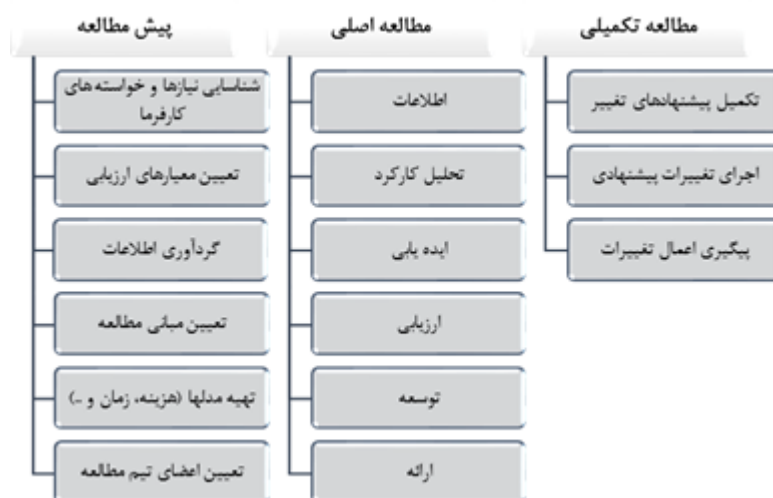 پیش مطالعه
شناسایی نیازها و خواسته های
کارفرما
تعیین معیارهای ارزیابی
گردآوری اطلاعات
تعیین مبانی مطالعه
تهیه مدلها (هزینه، زمان و ..)
تعیین اعضای تیم مطالعه
مطالعه اصلی
اطلاعات
تحلیل کارکرد
ایده یابی
ارزیابی
توسعه
ارائه
مطالعه تکمیلی
تکمیل پیشنهادهای تغییر
اجرای تغییرات پیشنهادی
پیگیری اعمال تغییرات